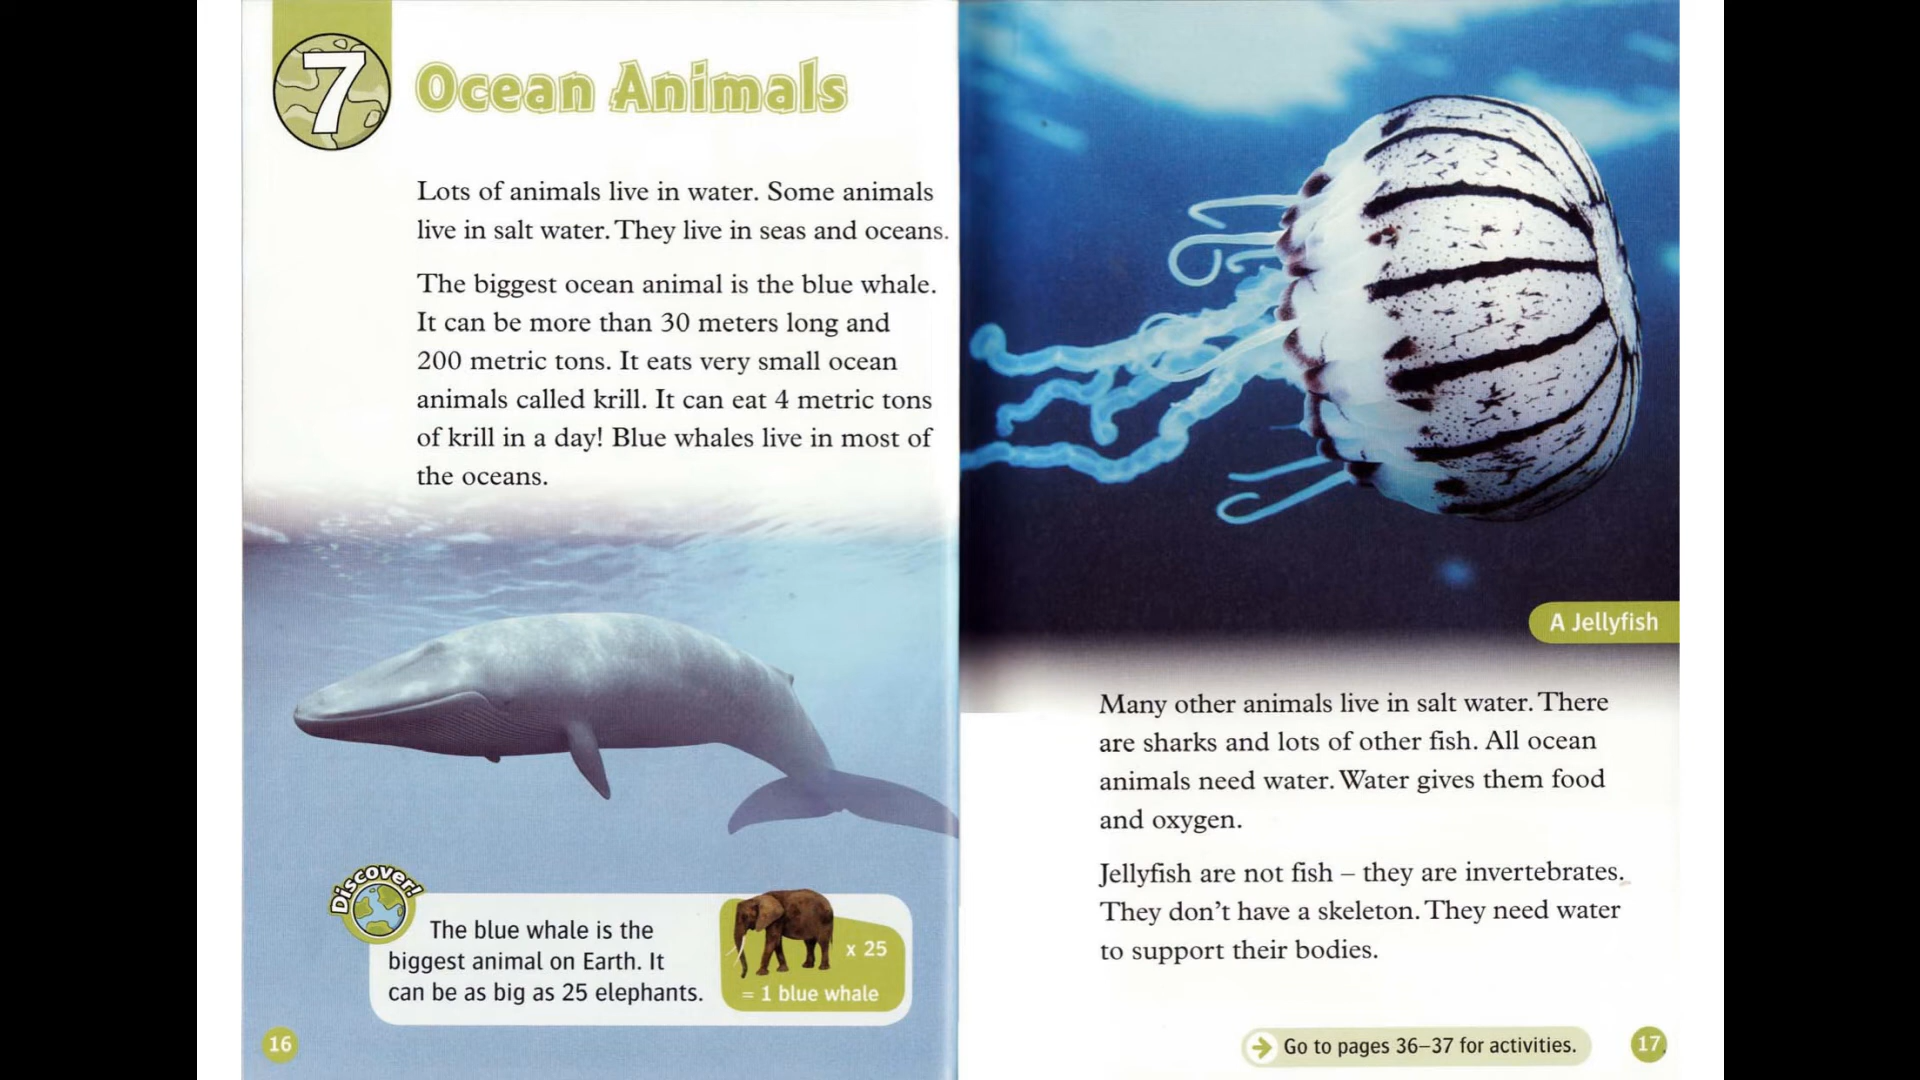 7
Ocean Animals
Lots of animals live in water. Some animals
live in salt water. They live in seas and oceans.
The biggest ocean animal is the blue whale.
It can be more than 30 meters long and
200 metric tons. It eats very small ocean
animals called krill. It can eat 4 metric tons
of krill in a day! Blue whales live in most of
the oceans.
Discover!
The blue whale is the
biggest animal on Earth. It
can be as big as 25 elephants.
x 25
= 1 blue whale
16
A Jellyfish
Many other animals live in salt water. There
are sharks and lots of other fish. All ocean
animals need water. Water gives them food
and oxygen.
Jellyfish are not fish – they are invertebrates.
They don't have a skeleton. They need water
to support their bodies.
Go to pages 36–37 for activities.
17